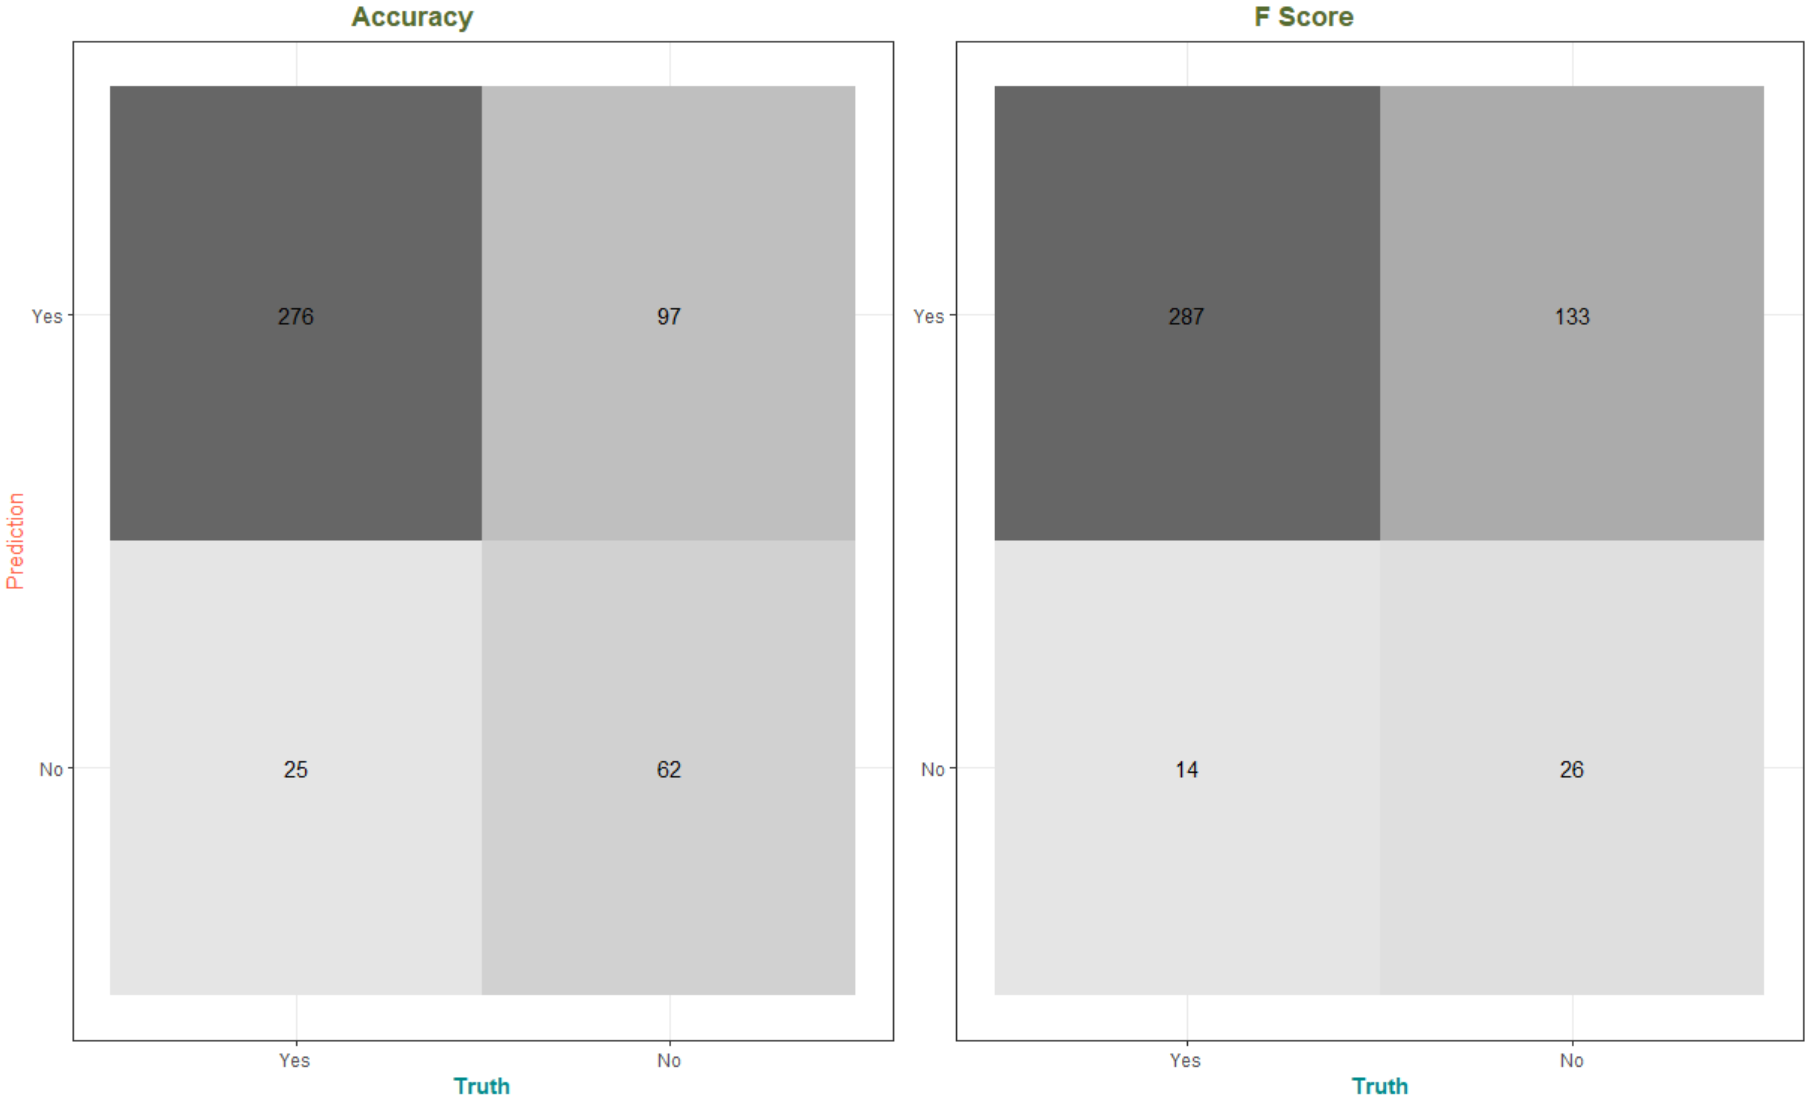 Accuracy
F Score
Prediction
Yes
276
97
Yes
287
133
No
25
62
No
14
26
Yes
No
Yes
No
Truth
Truth